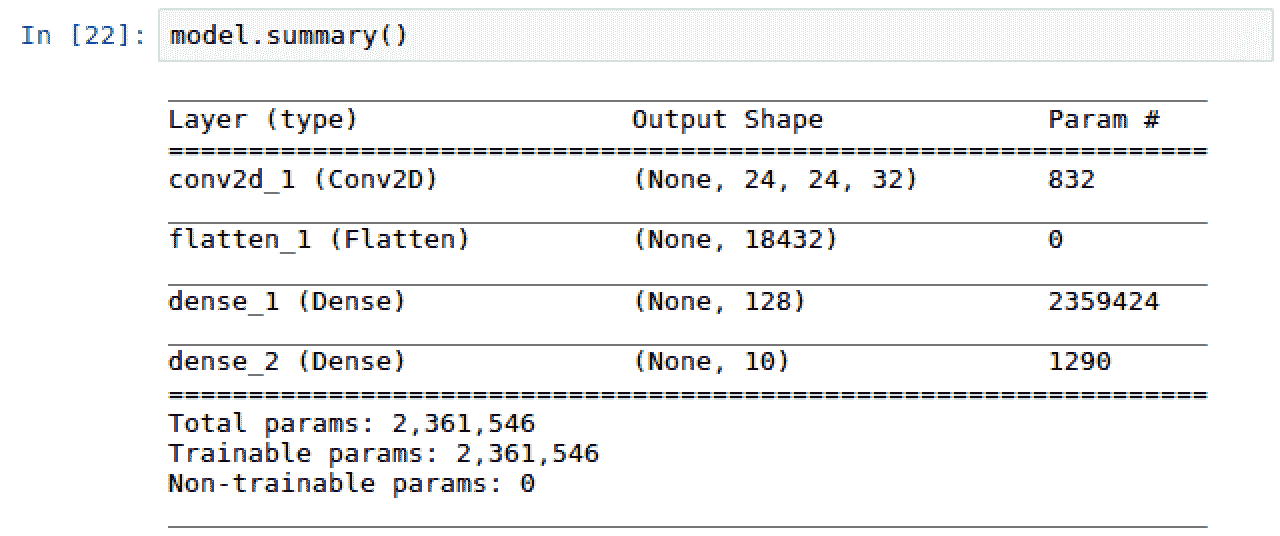 In [22]: model.summary()
Layer (type) Output Shape Param #
=================================================================
conv2d_1 (Conv2D) (None, 24, 24, 32) 832
flatten_1 (Flatten) (None, 18432) 0
dense_1 (Dense) (None, 128) 2359424
dense_2 (Dense) (None, 10) 1290
=================================================================
Total params: 2,361,546
Trainable params: 2,361,546
Non-trainable params: 0